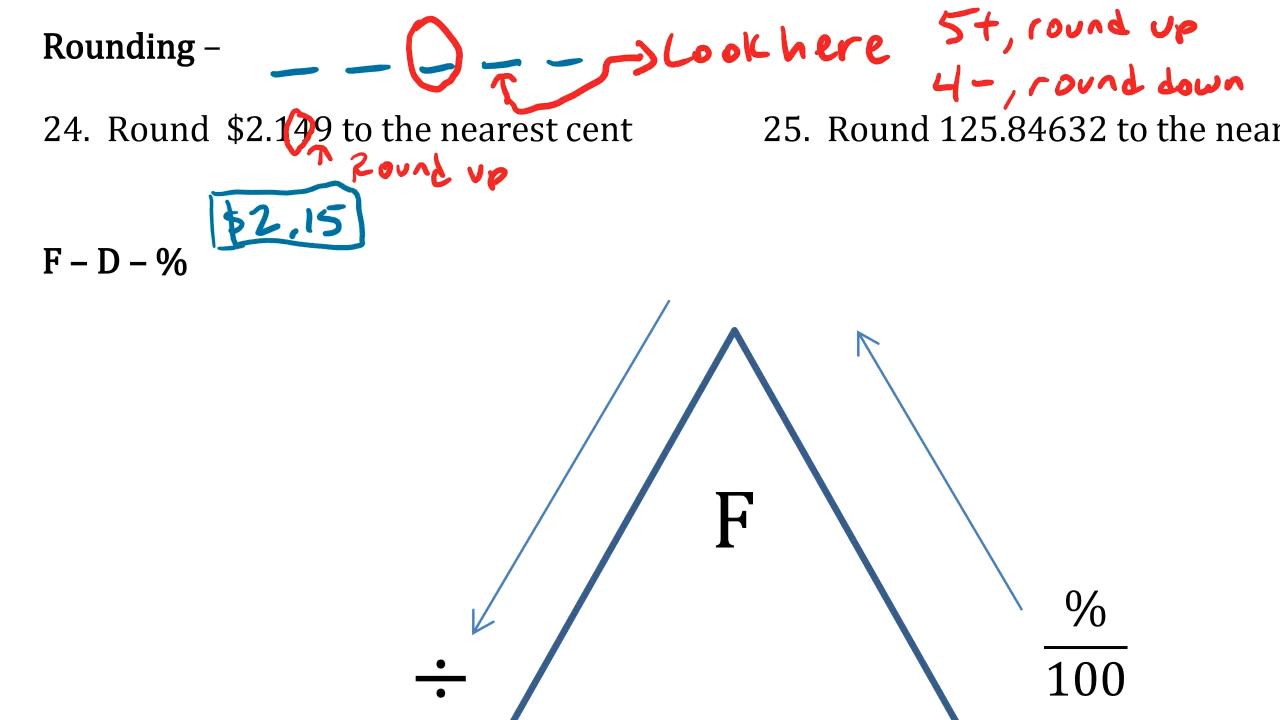 Rounding – _ _ _ _ _ Look here
5+, round up
4-, round down
24. Round $2.149 to the nearest cent
25. Round 125.84632 to the near
Round up
$2.15
F – D – %
F
÷
%
100